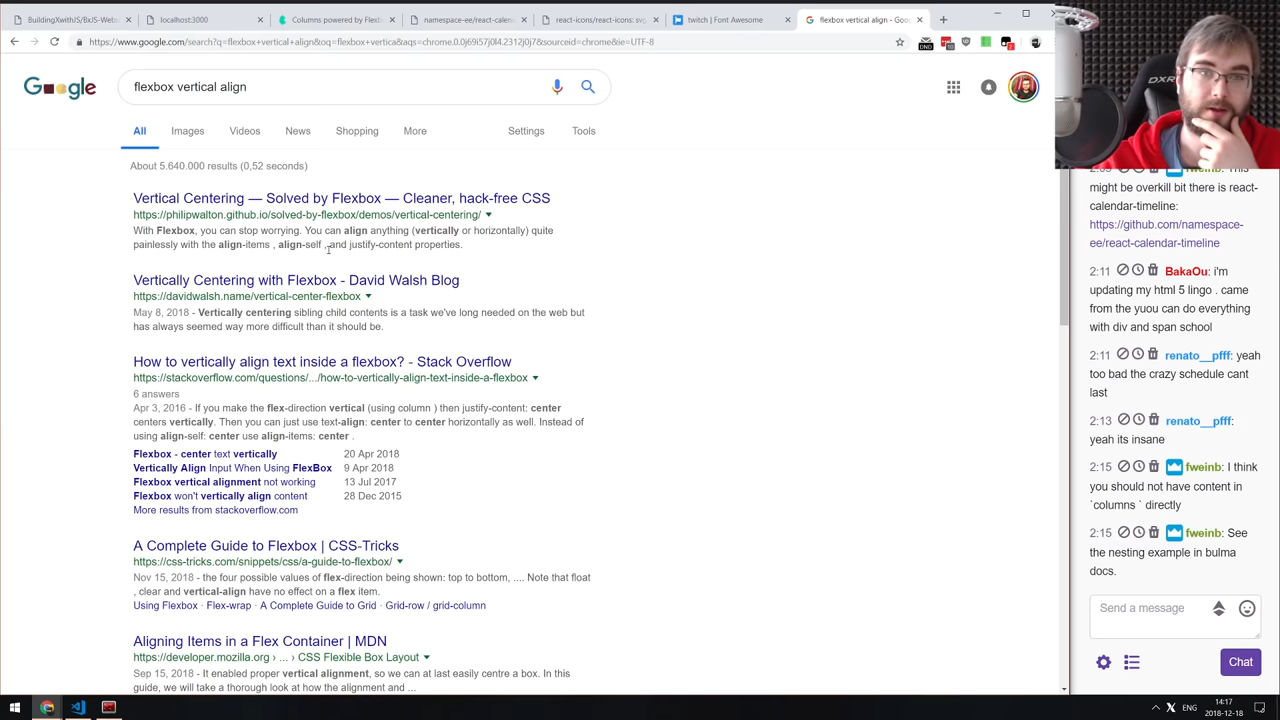 BuildingXwithJS/BxJS-Webs
localhost:3000
Columns powered by Flexb
namespace-ee/react-calen
react-icons/react-icons: svg
twitch | Font Awesome
flexbox vertical align - Goo
https://www.google.com/search?q=flexbox+vertical+align&oq=flexbox+vertica&aqs=chrome.0.0j69i57j0l4.2312j0j7&sourceid=chrome&ie=UTF-8
DND
flexbox vertical align
All Images Videos News Shopping More Settings Tools
About 5.640.000 results (0,52 seconds)
Vertical Centering — Solved by Flexbox — Cleaner, hack-free CSS
https://philipwalton.github.io/solved-by-flexbox/demos/vertical-centering/
With Flexbox, you can stop worrying. You can align anything (vertically or horizontally) quite
painlessly with the align-items , align-self , and justify-content properties.
Vertically Centering with Flexbox - David Walsh Blog
https://davidwalsh.name/vertical-center-flexbox
May 8, 2018 - Vertically centering sibling child contents is a task we've long needed on the web but
has always seemed way more difficult than it should be.
How to vertically align text inside a flexbox? - Stack Overflow
https://stackoverflow.com/questions/.../how-to-vertically-align-text-inside-a-flexbox
6 answers
Apr 3, 2016 - If you make the flex-direction vertical (using column ) then justify-content: center
centers vertically. Then you can just use text-align: center to center horizontally as well. Instead of
using align-self: center use align-items: center .
Flexbox - center text vertically 20 Apr 2018
Vertically Align Input When Using FlexBox 9 Apr 2018
Flexbox vertical alignment not working 13 Jul 2017
Flexbox won't vertically align content 28 Dec 2015
More results from stackoverflow.com
A Complete Guide to Flexbox | CSS-Tricks
https://css-tricks.com/snippets/css/a-guide-to-flexbox/
Nov 15, 2018 - the four possible values of flex-direction being shown: top to bottom, .... Note that float
, clear and vertical-align have no effect on a flex item.
Using Flexbox · Flex-wrap · A Complete Guide to Grid · Grid-row / grid-column
Aligning Items in a Flex Container | MDN
https://developer.mozilla.org › ... › CSS Flexible Box Layout
Sep 15, 2018 - It enabled proper vertical alignment, so we can at last easily centre a box. In this
guide, we will take a thorough look at how the alignment and ...
DXR
fweinb: This
might be overkill bit there is react-
calendar-timeline:
https://github.com/namespace-
ee/react-calendar-timeline
2:11 BakaOu: i'm
updating my html 5 lingo . came
from the yuou can do everything
with div and span school
2:11 renato__pfff: yeah
too bad the crazy schedule cant
last
2:13 renato__pfff:
yeah its insane
2:15 fweinb: I think
you should not have content in
`columns ` directly
2:15 fweinb: See
the nesting example in bulma
docs.
Send a message
Chat
ENG
14:17
2018-12-18